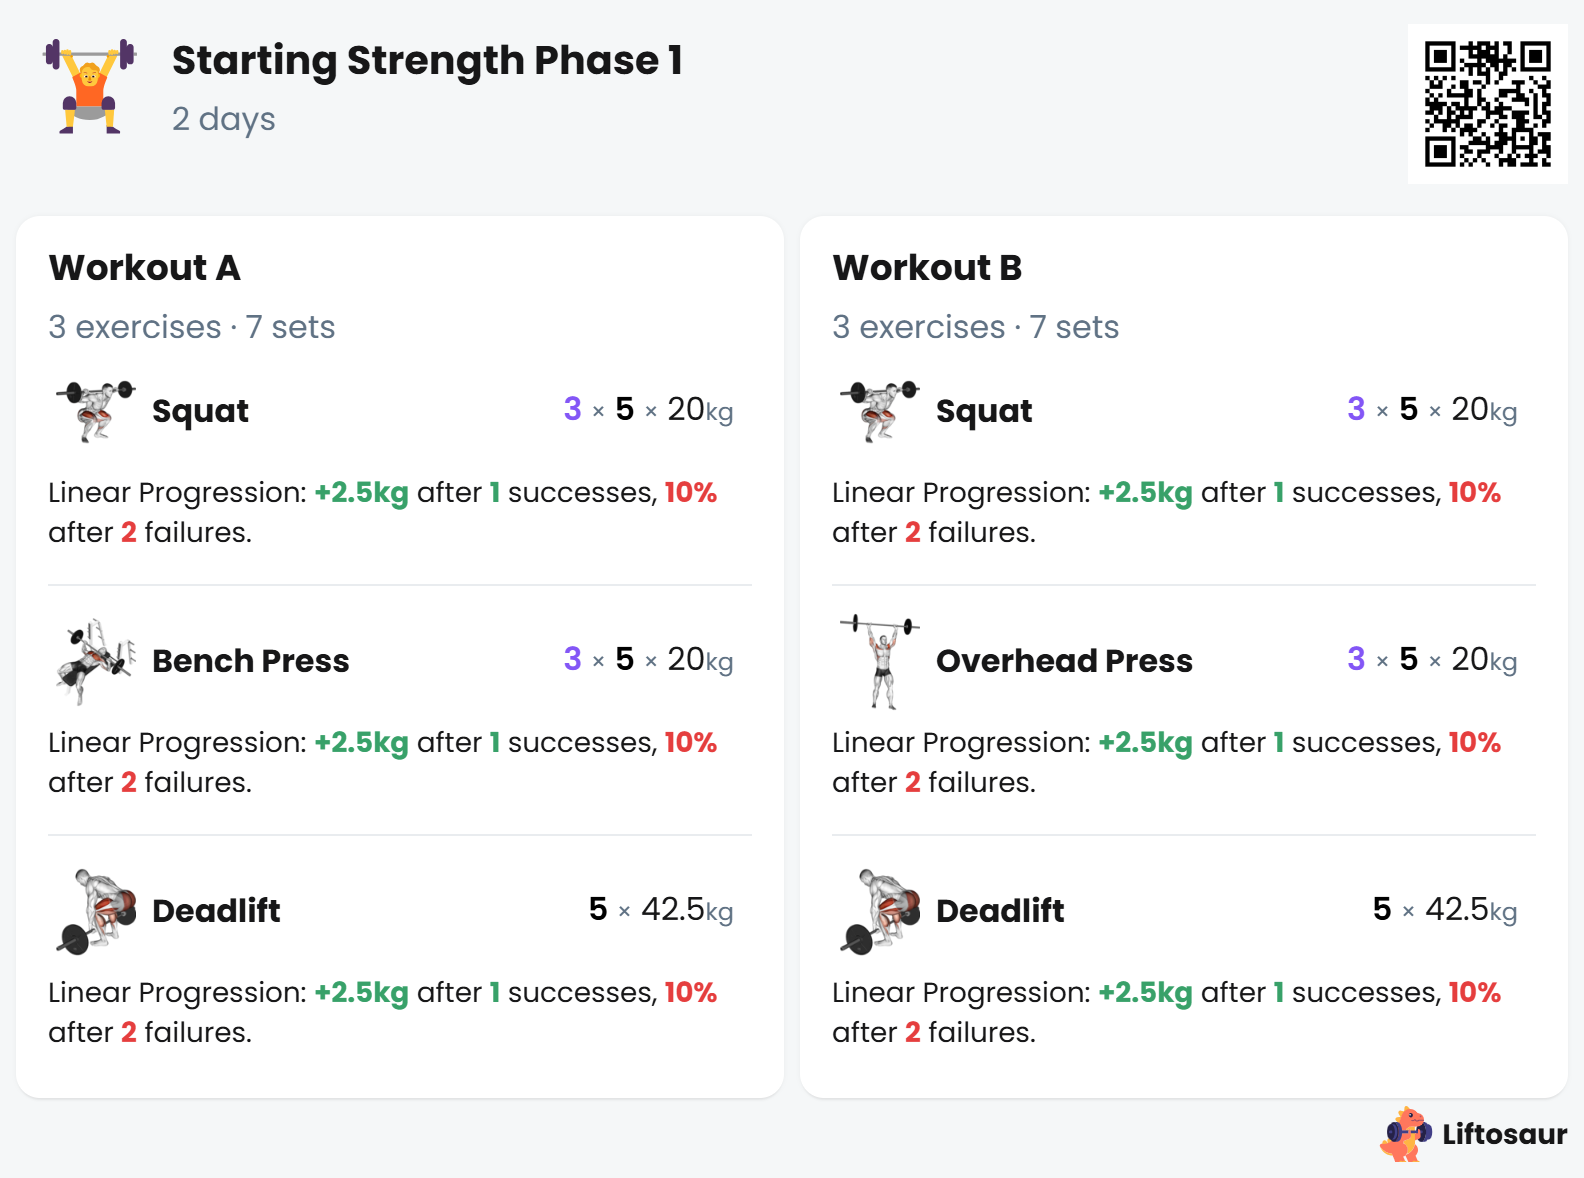 Starting Strength Phase 1
2 days
Workout A
3 exercises · 7 sets
Squat 3 × 5 × 20kg
Linear Progression: +2.5kg after 1 successes, 10%
after 2 failures.
Bench Press 3 × 5 × 20kg
Linear Progression: +2.5kg after 1 successes, 10%
after 2 failures.
Deadlift 5 × 42.5kg
Linear Progression: +2.5kg after 1 successes, 10%
after 2 failures.
Workout B
3 exercises · 7 sets
Squat 3 × 5 × 20kg
Linear Progression: +2.5kg after 1 successes, 10%
after 2 failures.
Overhead Press 3 × 5 × 20kg
Linear Progression: +2.5kg after 1 successes, 10%
after 2 failures.
Deadlift 5 × 42.5kg
Linear Progression: +2.5kg after 1 successes, 10%
after 2 failures.
Liftosaur